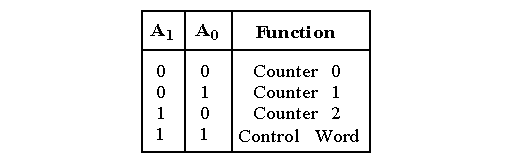 A1 A0 Function
0 0 Counter 0
0 1 Counter 1
1 0 Counter 2
1 1 Control Word